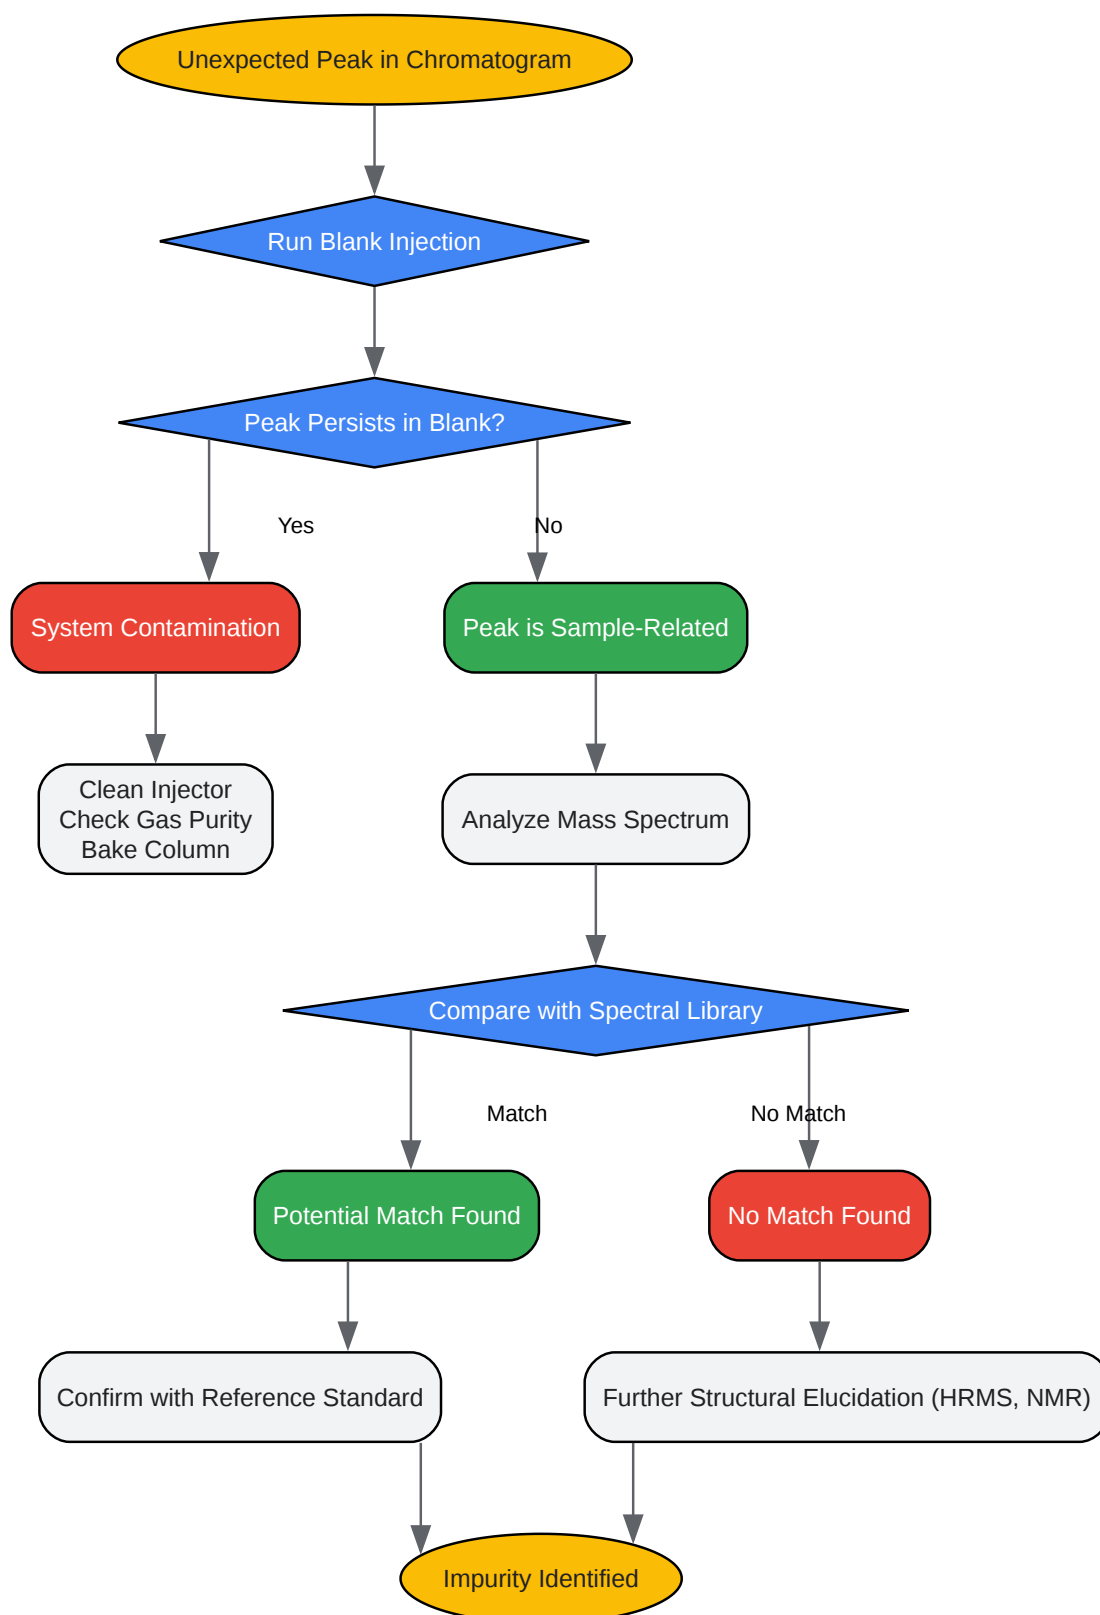 Unexpected Peak in Chromatogram
Run Blank Injection
Peak Persists in Blank?
Yes
No
System Contamination
Peak is Sample-Related
Clean Injector
Check Gas Purity
Bake Column
Analyze Mass Spectrum
Compare with Spectral Library
Match
No Match
Potential Match Found
No Match Found
Confirm with Reference Standard
Further Structural Elucidation (HRMS, NMR)
Impurity Identified